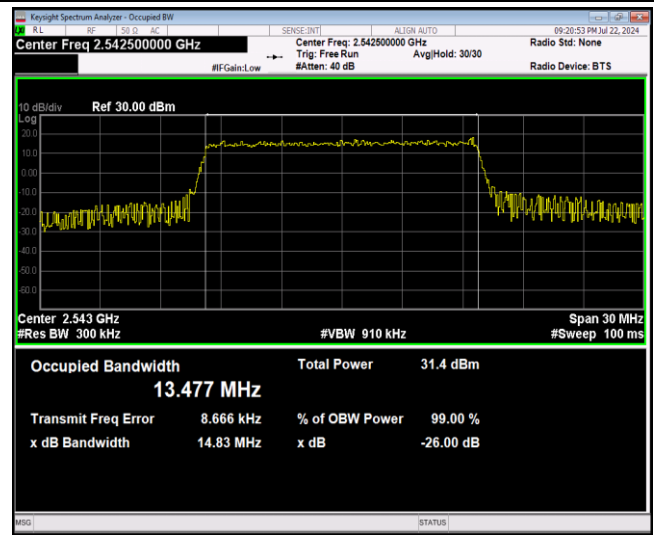 Keysight Spectrum Analyzer - Occupied BW
RL RF 50 Ω AC SENSE:INT ALIGN AUTO 09:20:53 PM Jul 22, 2024
Center Freq 2.542500000 GHz Center Freq: 2.542500000 GHz Radio Std: None
Trig: Free Run Avg|Hold: 30/30
#IFGain:Low #Atten: 40 dB Radio Device: BTS
10 dB/div Ref 30.00 dBm
Log
20.0
10.0
0.00
-10.0
-20.0
-30.0
-40.0
-50.0
-60.0
Center 2.543 GHz Span 30 MHz
#Res BW 300 kHz #VBW 910 kHz #Sweep 100 ms
Occupied Bandwidth Total Power 31.4 dBm
13.477 MHz
Transmit Freq Error 8.666 kHz % of OBW Power 99.00 %
x dB Bandwidth 14.83 MHz x dB -26.00 dB
MSG STATUS